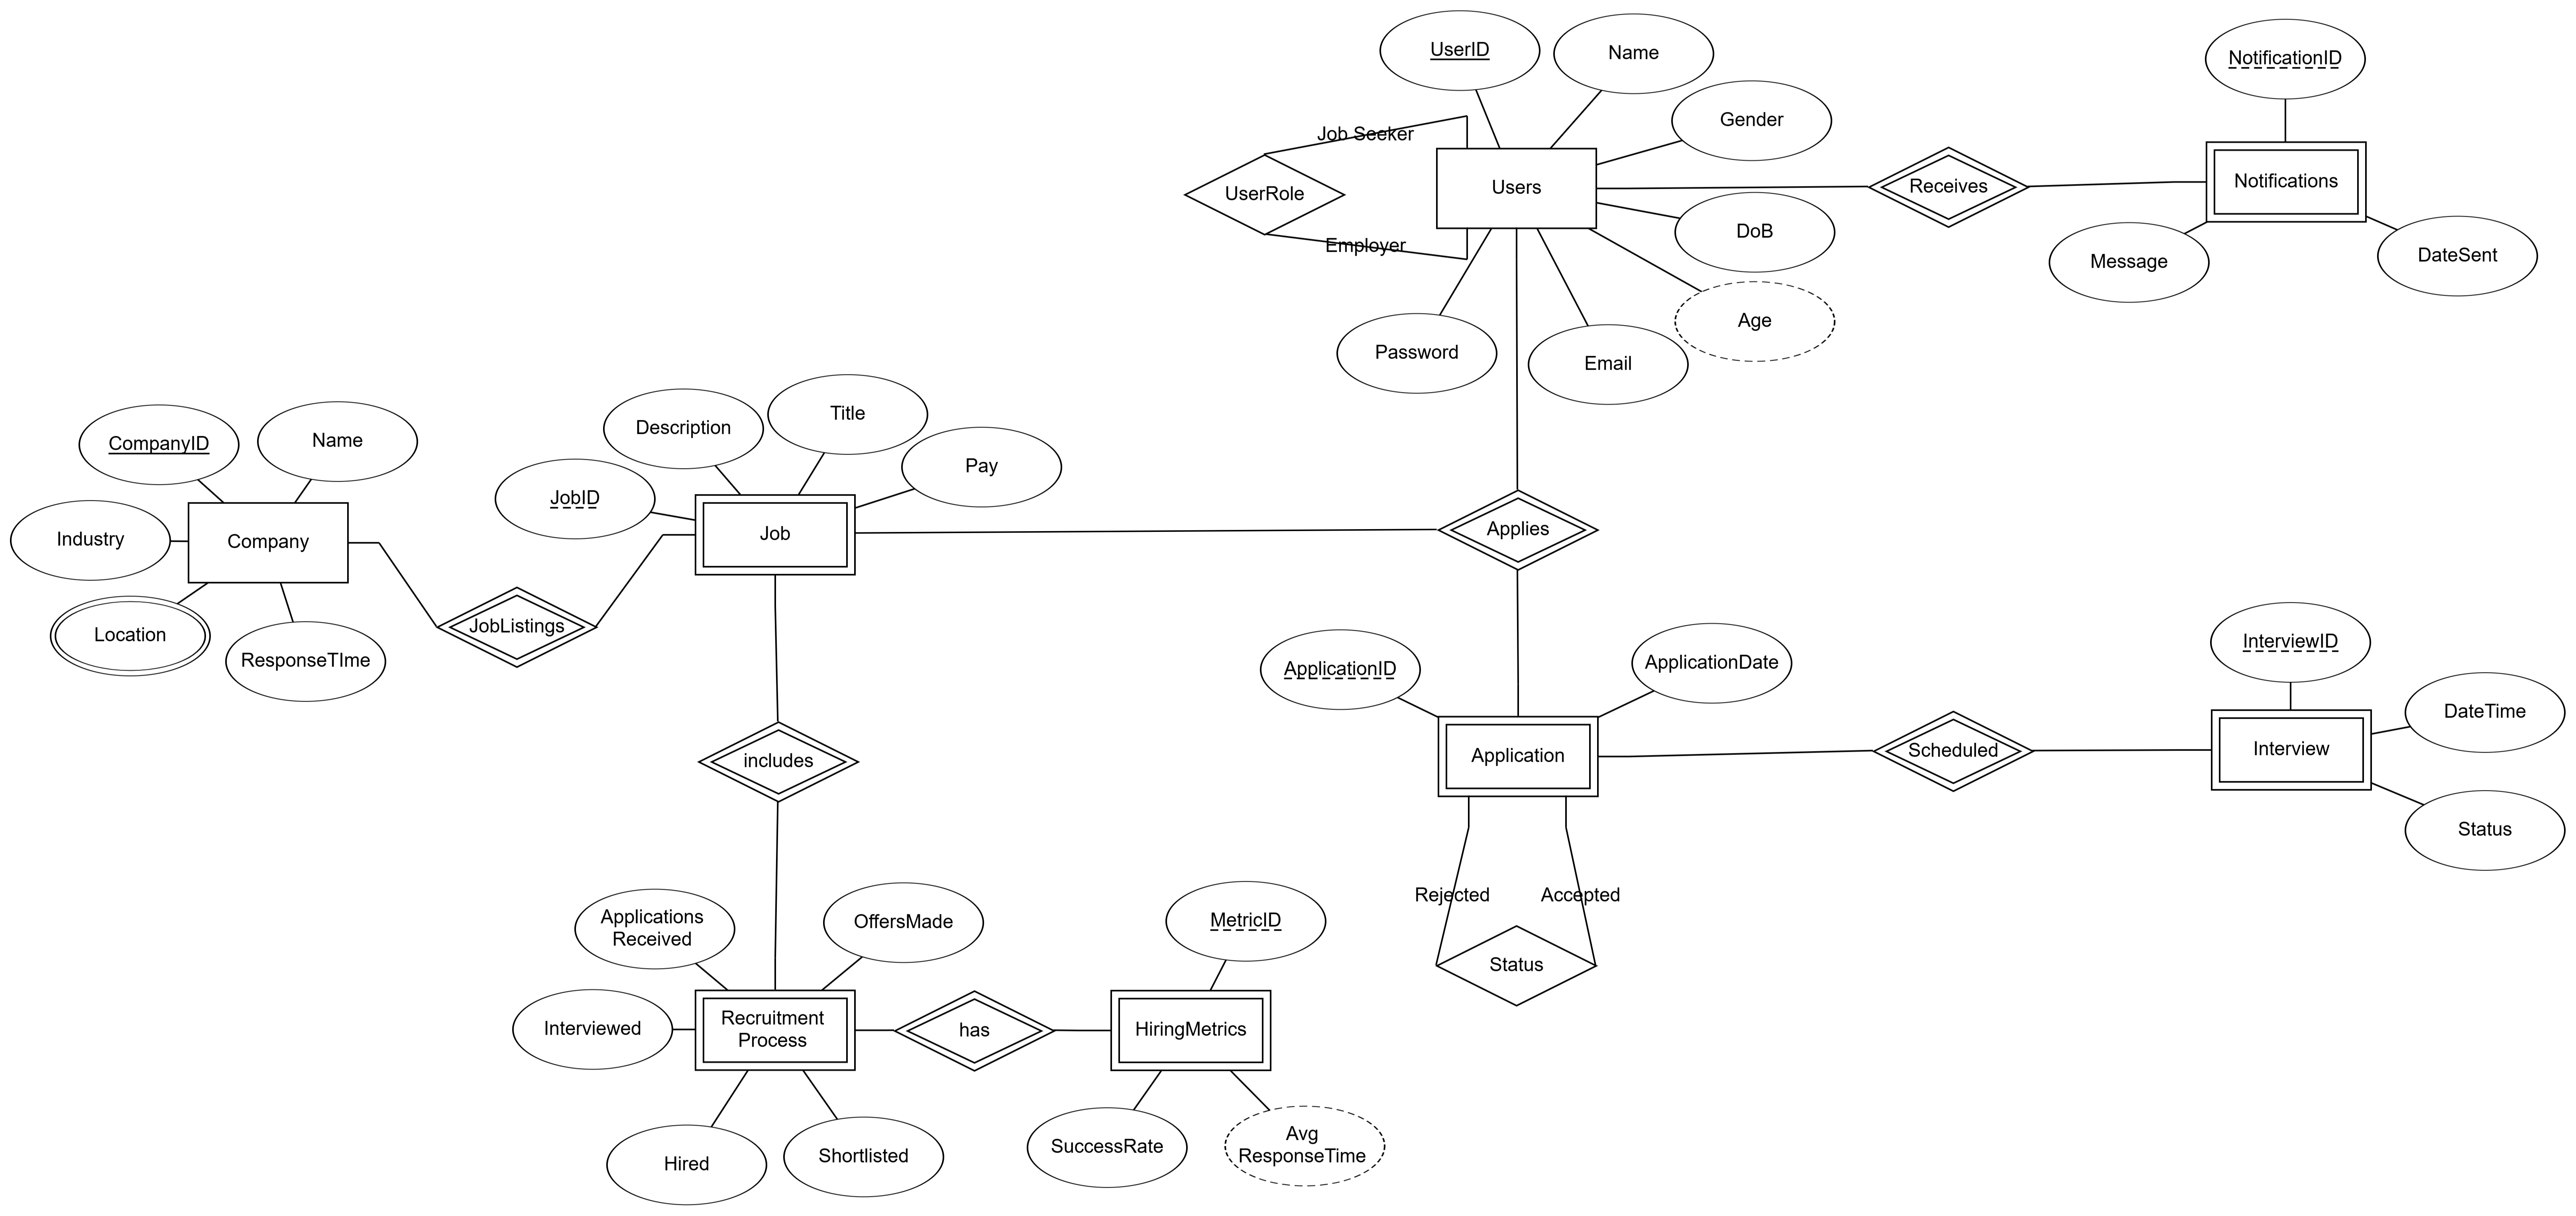 UserID
Name
NotificationID
Gender
Job Seeker
UserRole
Users
Receives
Notifications
DoB
Employer
Message
DateSent
Age
Password
Email
Description
Title
CompanyID
Name
Pay
JobID
Industry
Company
Job
Applies
Location
JobListings
ResponseTIme
ApplicationID
ApplicationDate
InterviewID
DateTime
includes
Application
Scheduled
Interview
Status
Rejected
Accepted
Applications
Received
OffersMade
MetricID
Status
Interviewed
Recruitment
Process
has
HiringMetrics
Hired
Shortlisted
SuccessRate
Avg
ResponseTime